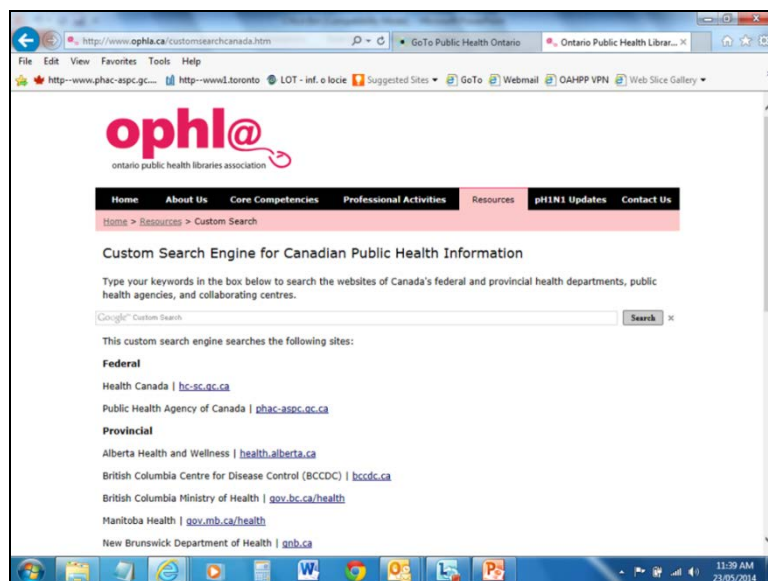 http://www.ophla.ca/customsearchcanada.htm
GoTo Public Health Ontario
Ontario Public Health Librar...
File Edit View Favorites Tools Help
http--www.phac-aspc.gc.... http--www1.toronto LOT - inf. o locie Suggested Sites GoTo Webmail OAHPP VPN Web Slice Gallery
ophl@
ontario public health libraries association
Home About Us Core Competencies Professional Activities Resources pH1N1 Updates Contact Us
Home > Resources > Custom Search
Custom Search Engine for Canadian Public Health Information
Type your keywords in the box below to search the websites of Canada's federal and provincial health departments, public
health agencies, and collaborating centres.
Google™ Custom Search Search
This custom search engine searches the following sites:
Federal
Health Canada | hc-sc.gc.ca
Public Health Agency of Canada | phac-aspc.gc.ca
Provincial
Alberta Health and Wellness | health.alberta.ca
British Columbia Centre for Disease Control (BCCDC) | bccdc.ca
British Columbia Ministry of Health | gov.bc.ca/health
Manitoba Health | gov.mb.ca/health
New Brunswick Department of Health | gnb.ca
11:39 AM
23/05/2014